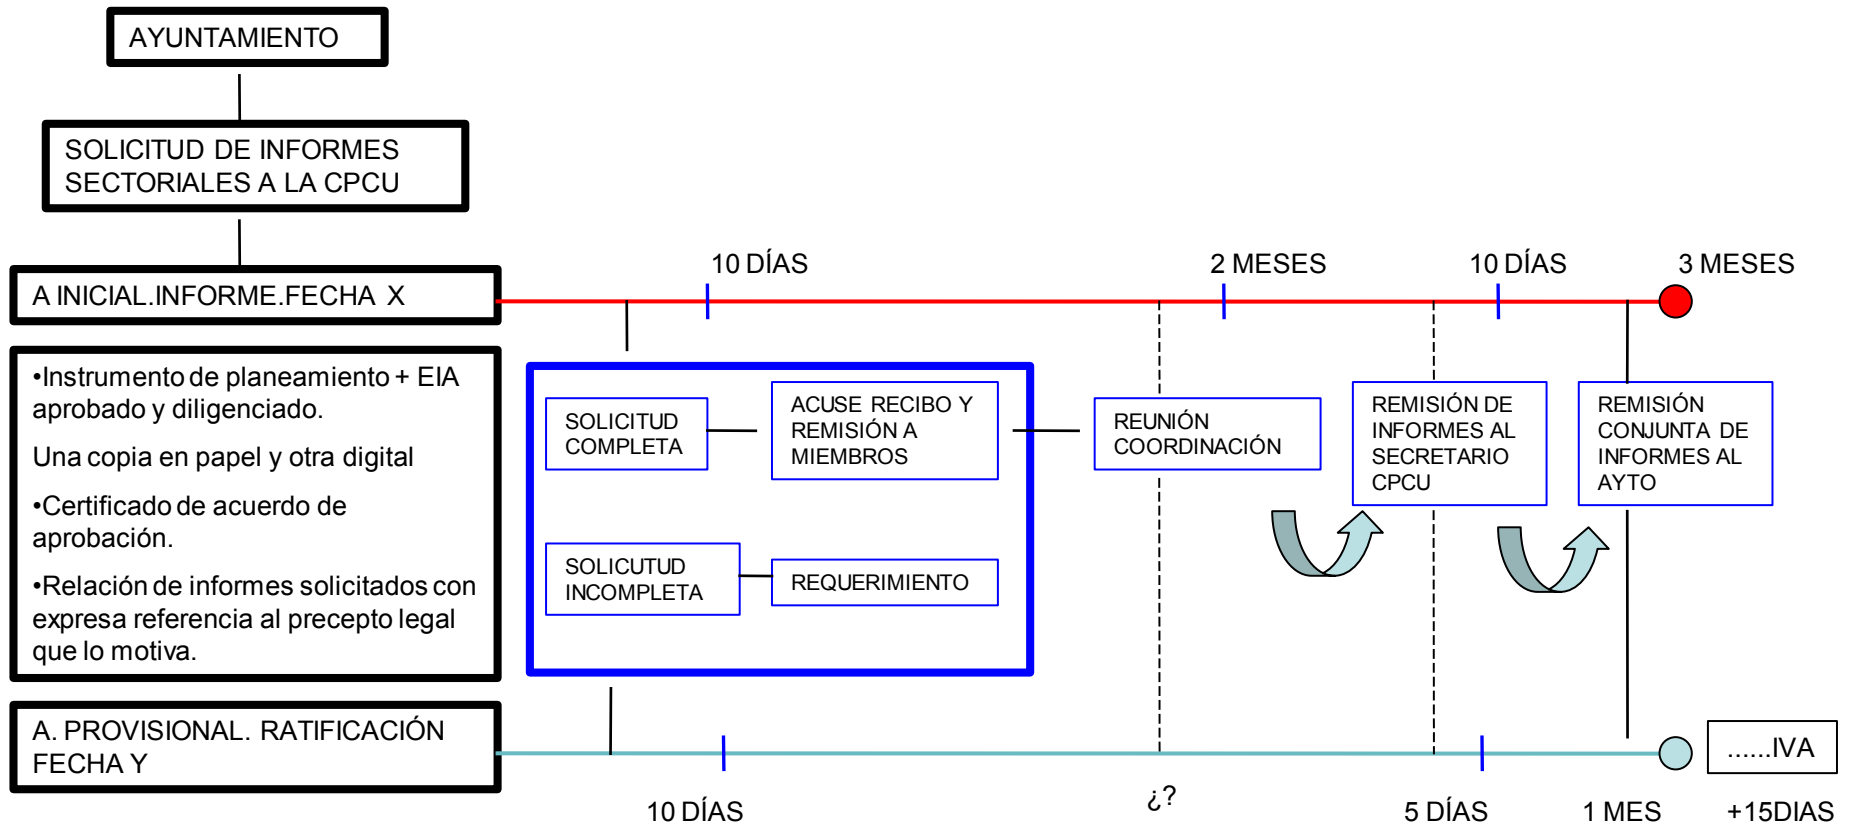 AYUNTAMIENTO
SOLICITUD DE INFORMES
SECTORIALES A LA CPCU
10 DÍAS
2 MESES
10 DÍAS
3 MESES
A INICIAL.INFORME.FECHA X
•Instrumento de planeamiento + EIA
aprobado y diligenciado.
Una copia en papel y otra digital
•Certificado de acuerdo de
aprobación.
•Relación de informes solicitados con
expresa referencia al precepto legal
que lo motiva.
SOLICITUD
COMPLETA
ACUSE RECIBO Y
REMISIÓN A
MIEMBROS
SOLICUTUD
INCOMPLETA
REQUERIMIENTO
REUNIÓN
COORDINACIÓN
REMISIÓN DE
INFORMES AL
SECRETARIO
CPCU
REMISIÓN
CONJUNTA DE
INFORMES AL
AYTO
A. PROVISIONAL. RATIFICACIÓN
FECHA Y
......IVA
10 DÍAS
¿?
5 DÍAS
1 MES
+15DIAS